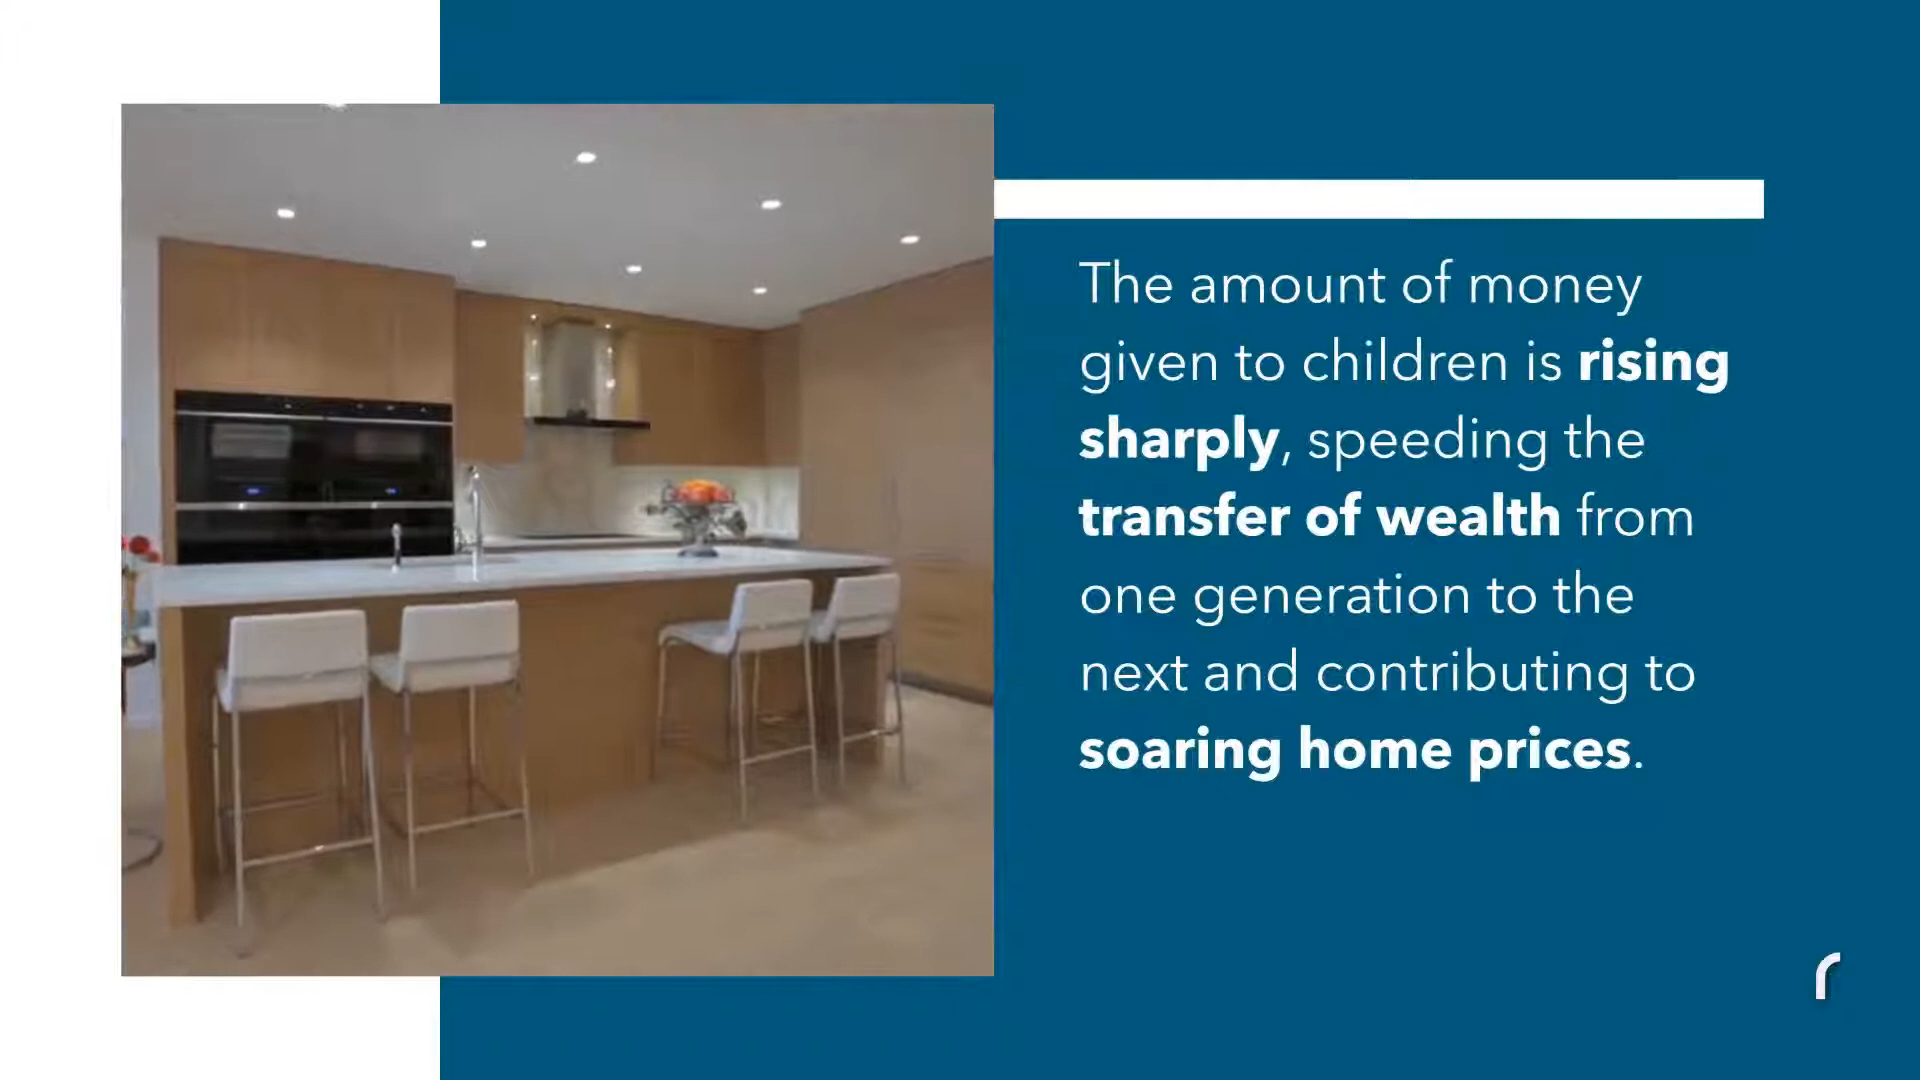 The amount of money
given to children is rising
sharply, speeding the
transfer of wealth from
one generation to the
next and contributing to
soaring home prices.
r